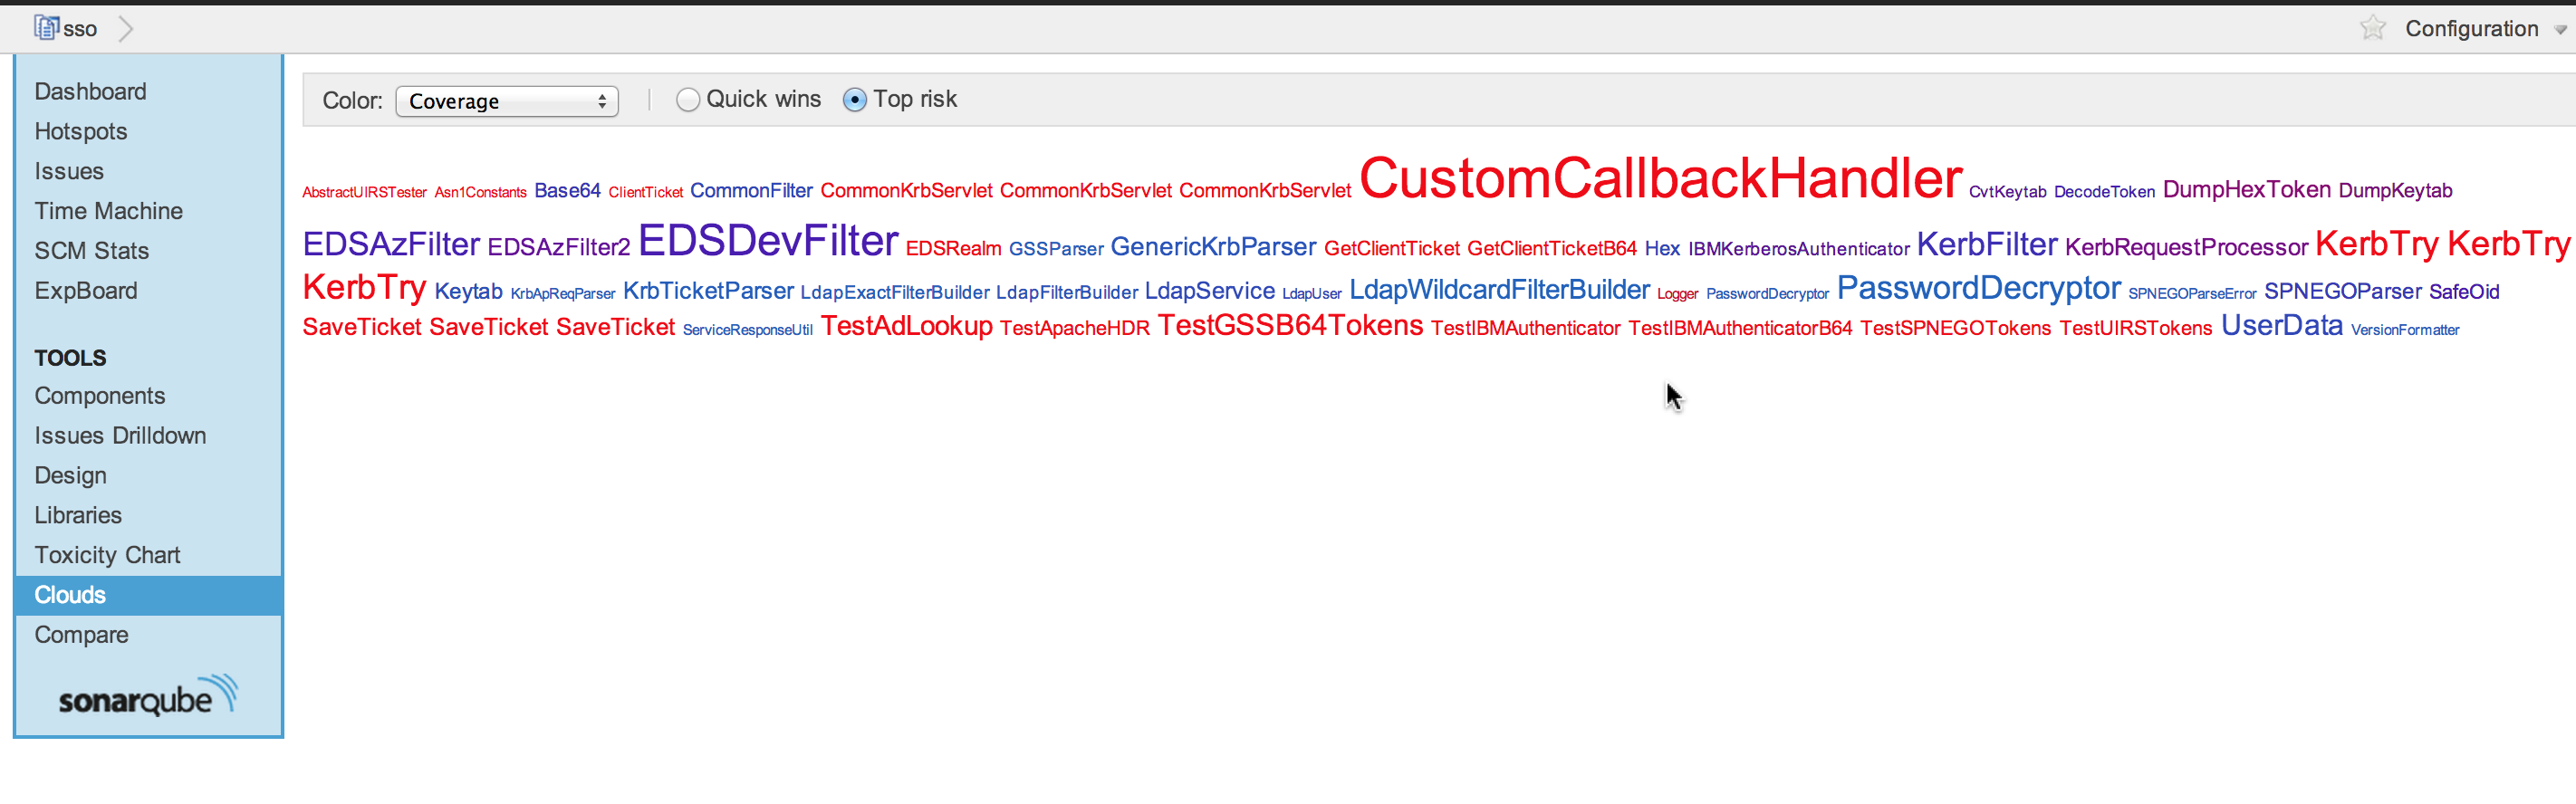 sso
Configuration
Dashboard
Hotspots
Issues
Time Machine
SCM Stats
ExpBoard
TOOLS
Components
Issues Drilldown
Design
Libraries
Toxicity Chart
Clouds
Compare
sonarqube
Color: Coverage Quick wins Top risk
AbstractUIRSTester Asn1Constants Base64 ClientTicket CommonFilter CommonKrbServlet CommonKrbServlet CommonKrbServlet CustomCallbackHandler CvtKeytab DecodeToken DumpHexToken DumpKeytab
EDSAzFilter EDSAzFilter2 EDSDevFilter EDSRealm GSSParser GenericKrbParser GetClientTicket GetClientTicketB64 Hex IBMKerberosAuthenticator KerbFilter KerbRequestProcessor KerbTry KerbTry
KerbTry Keytab KrbApReqParser KrbTicketParser LdapExactFilterBuilder LdapFilterBuilder LdapService LdapUser LdapWildcardFilterBuilder Logger PasswordDecryptor PasswordDecryptor SPNEGOParseError SPNEGOParser SafeOid
SaveTicket SaveTicket SaveTicket ServiceResponseUtil TestAdLookup TestApacheHDR TestGSSB64Tokens TestIBMAuthenticator TestIBMAuthenticatorB64 TestSPNEGOTokens TestUIRSTokens UserData VersionFormatter